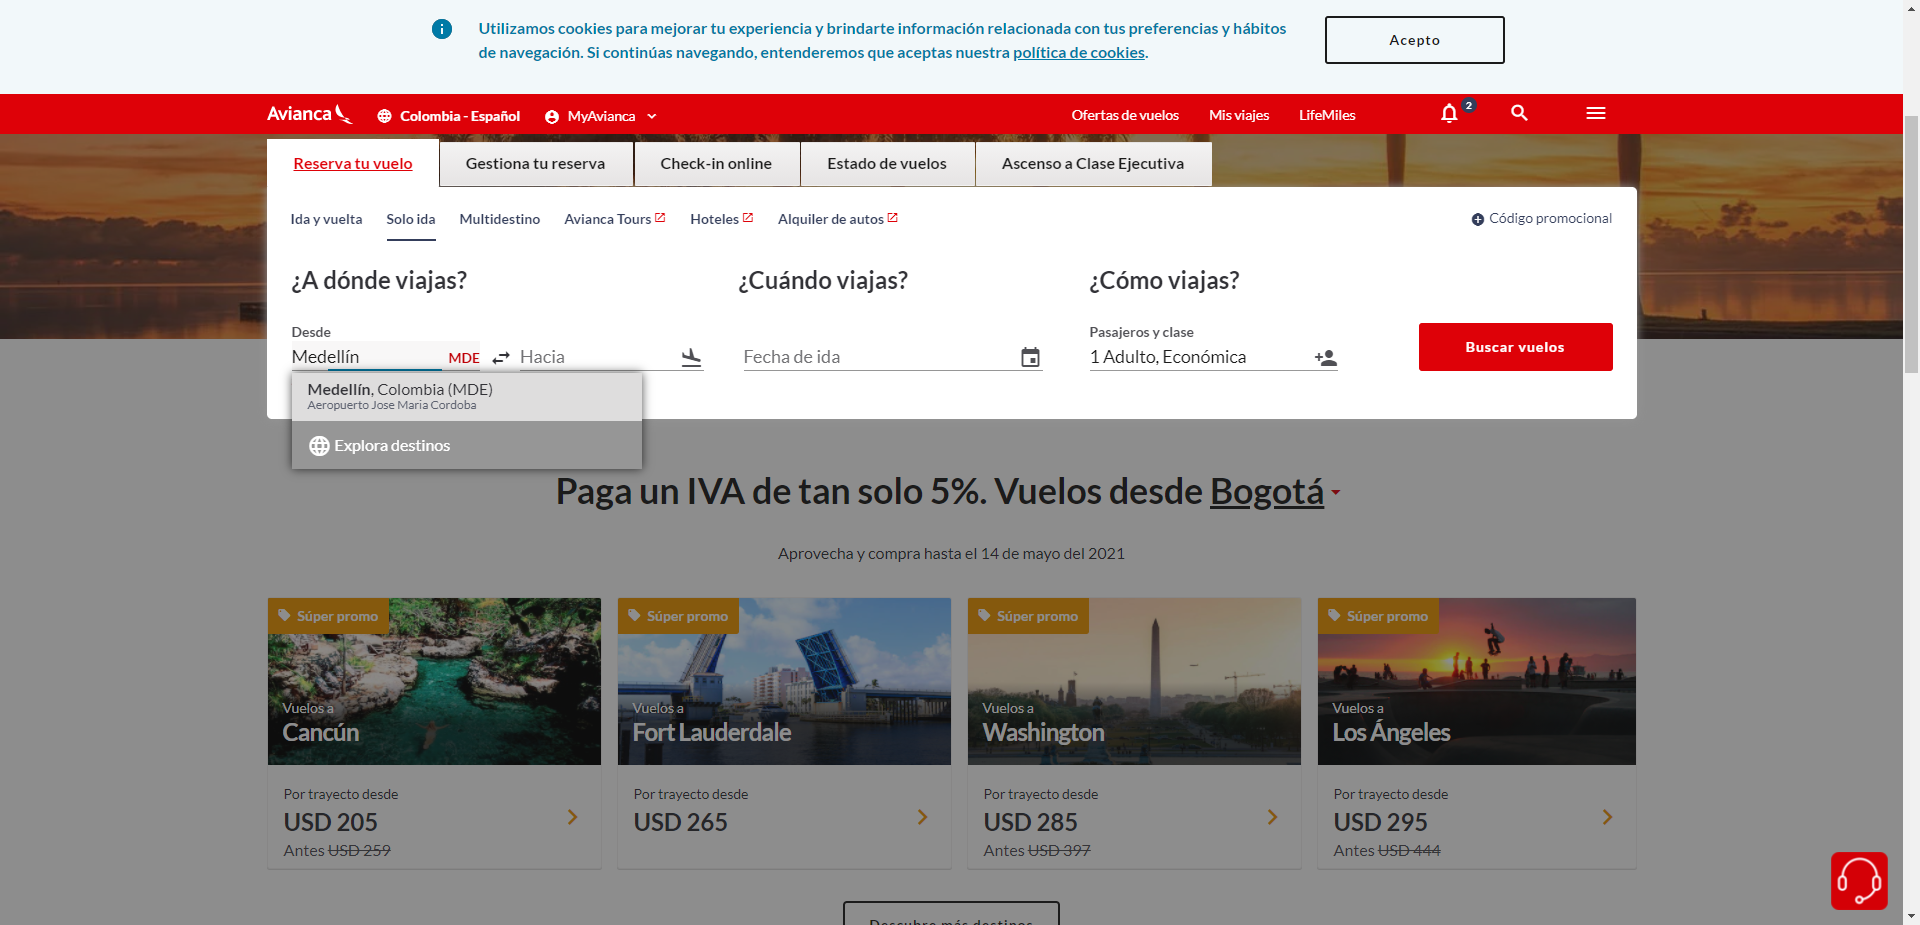 Utilizamos cookies para mejorar tu experiencia y brindarte información relacionada con tus preferencias y hábitos
de navegación. Si continúas navegando, entenderemos que aceptas nuestra política de cookies.
Acepto
Avianca
Colombia - Español
MyAvianca
Ofertas de vuelos
Mis viajes
LifeMiles
2
Reserva tu vuelo
Gestiona tu reserva
Check-in online
Estado de vuelos
Ascenso a Clase Ejecutiva
Ida y vuelta
Solo ida
Multidestino
Avianca Tours
Hoteles
Alquiler de autos
Código promocional
¿A dónde viajas?
¿Cuándo viajas?
¿Cómo viajas?
Desde
Pasajeros y clase
Medellín
MDE
Hacia
Fecha de ida
1 Adulto, Económica
Buscar vuelos
Medellín, Colombia (MDE)
Aeropuerto Jose Maria Cordoba
Explora destinos
Paga un IVA de tan solo 5%. Vuelos desde Bogotá
Aprovecha y compra hasta el 14 de mayo del 2021
Súper promo
Vuelos a
Cancún
Por trayecto desde
USD 205
Antes USD 259
Súper promo
Vuelos a
Fort Lauderdale
Por trayecto desde
USD 265
Súper promo
Vuelos a
Washington
Por trayecto desde
USD 285
Antes USD 397
Súper promo
Vuelos a
Los Ángeles
Por trayecto desde
USD 295
Antes USD 444
Descubre más destinos